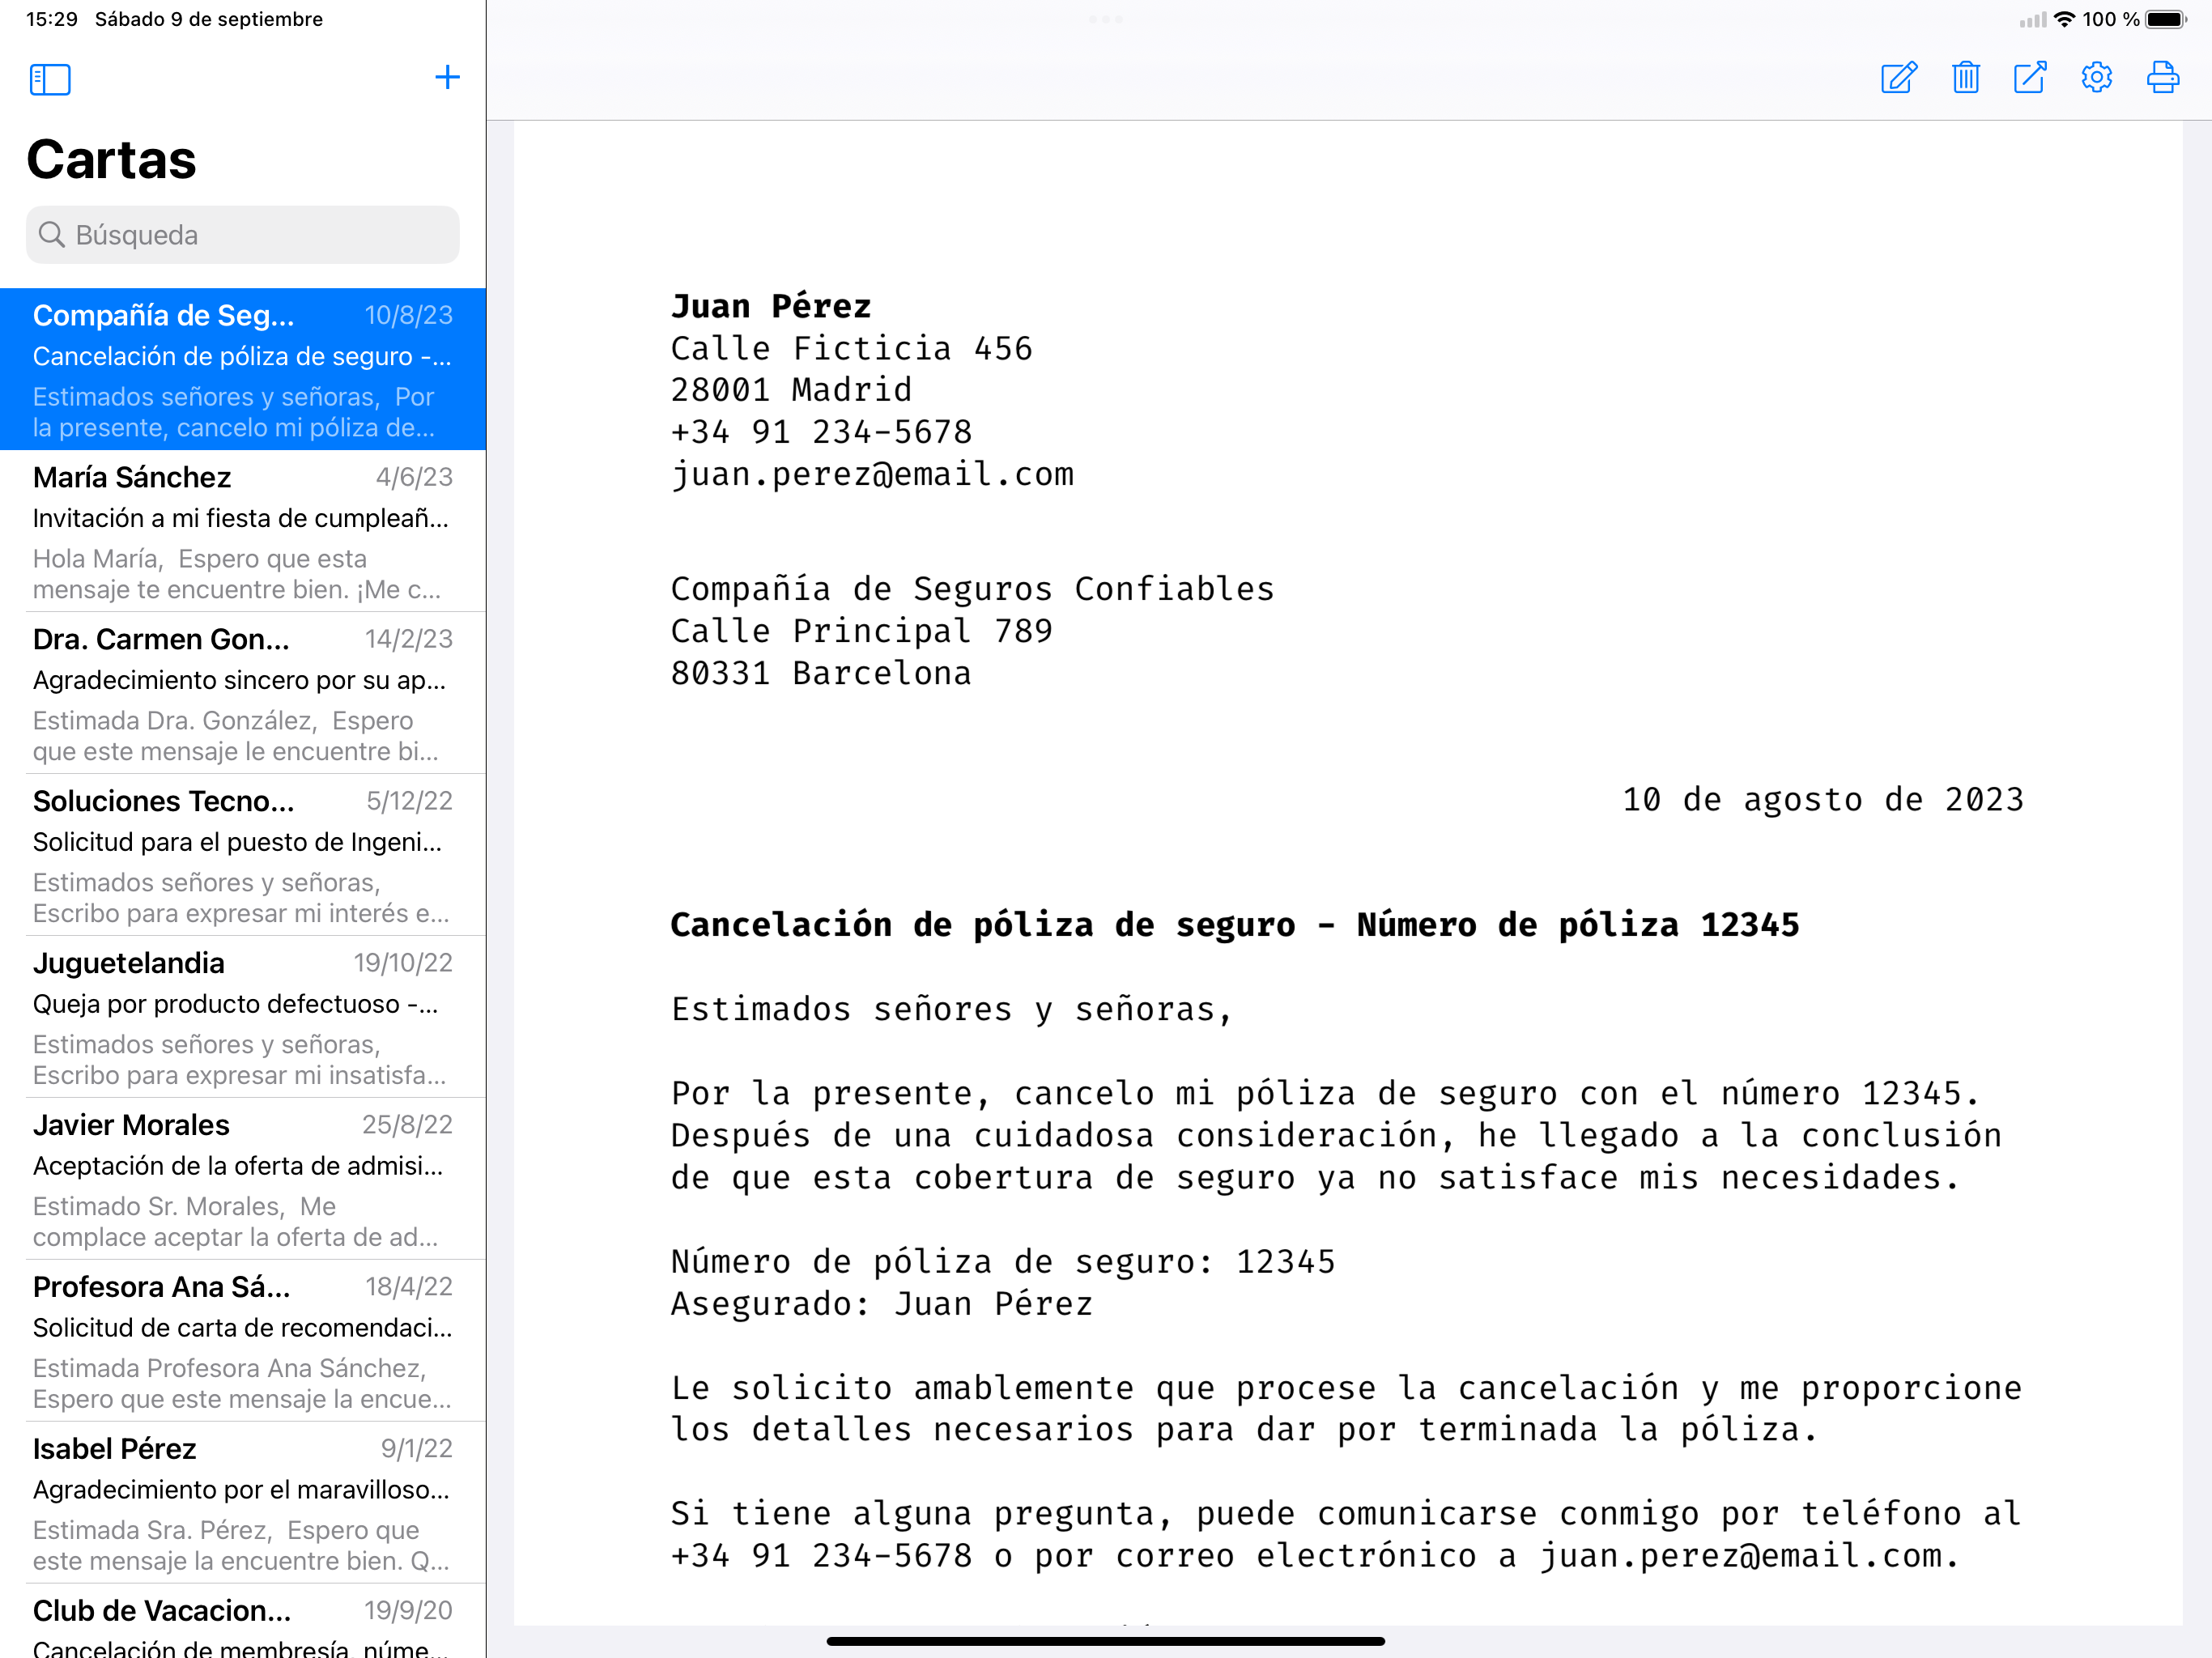 15:29 Sábado 9 de septiembre
100 %
Cartas
Búsqueda
Compañía de Seg... 10/8/23
Cancelación de póliza de seguro -...
Estimados señores y señoras, Por
la presente, cancelo mi póliza de...
María Sánchez 4/6/23
Invitación a mi fiesta de cumpleañ...
Hola María, Espero que esta
mensaje te encuentre bien. ¡Me c...
Dra. Carmen Gon... 14/2/23
Agradecimiento sincero por su ap...
Estimada Dra. González, Espero
que este mensaje le encuentre bi...
Soluciones Tecno... 5/12/22
Solicitud para el puesto de Ingeni...
Estimados señores y señoras,
Escribo para expresar mi interés e...
Juguetelandia 19/10/22
Queja por producto defectuoso -...
Estimados señores y señoras,
Escribo para expresar mi insatisfa...
Javier Morales 25/8/22
Aceptación de la oferta de admisi...
Estimado Sr. Morales, Me
complace aceptar la oferta de ad...
Profesora Ana Sá... 18/4/22
Solicitud de carta de recomendaci...
Estimada Profesora Ana Sánchez,
Espero que este mensaje la encue...
Isabel Pérez 9/1/22
Agradecimiento por el maravilloso...
Estimada Sra. Pérez, Espero que
este mensaje la encuentre bien. Q...
Club de Vacacion... 19/9/20
Cancelación de membresía, núme...
Juan Pérez
Calle Ficticia 456
28001 Madrid
+34 91 234-5678
juan.perez@email.com
Compañía de Seguros Confiables
Calle Principal 789
80331 Barcelona
10 de agosto de 2023
Cancelación de póliza de seguro - Número de póliza 12345
Estimados señores y señoras,
Por la presente, cancelo mi póliza de seguro con el número 12345.
Después de una cuidadosa consideración, he llegado a la conclusión
de que esta cobertura de seguro ya no satisface mis necesidades.
Número de póliza de seguro: 12345
Asegurado: Juan Pérez
Le solicito amablemente que procese la cancelación y me proporcione
los detalles necesarios para dar por terminada la póliza.
Si tiene alguna pregunta, puede comunicarse conmigo por teléfono al
+34 91 234-5678 o por correo electrónico a juan.perez@email.com.